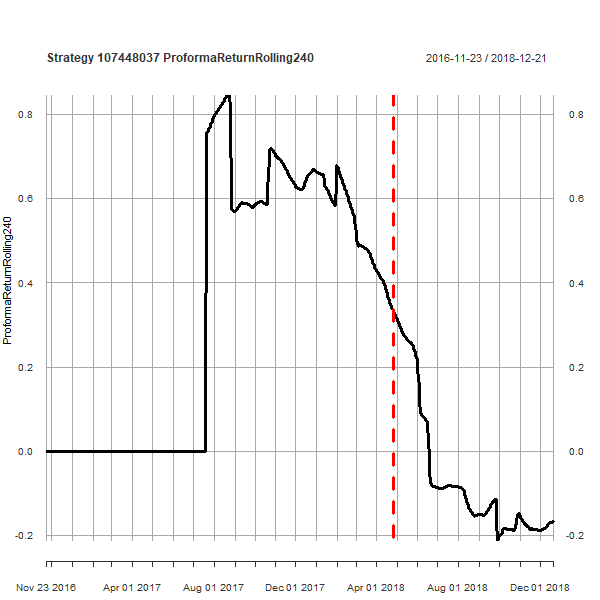 Strategy 107448037 ProformaReturnRolling240
2016-11-23 / 2018-12-21
ProformaReturnRolling240
0.8
0.8
0.6
0.6
0.4
0.4
0.2
0.2
0.0
0.0
-0.2
-0.2
Nov 23 2016
Apr 01 2017
Aug 01 2017
Dec 01 2017
Apr 01 2018
Aug 01 2018
Dec 01 2018